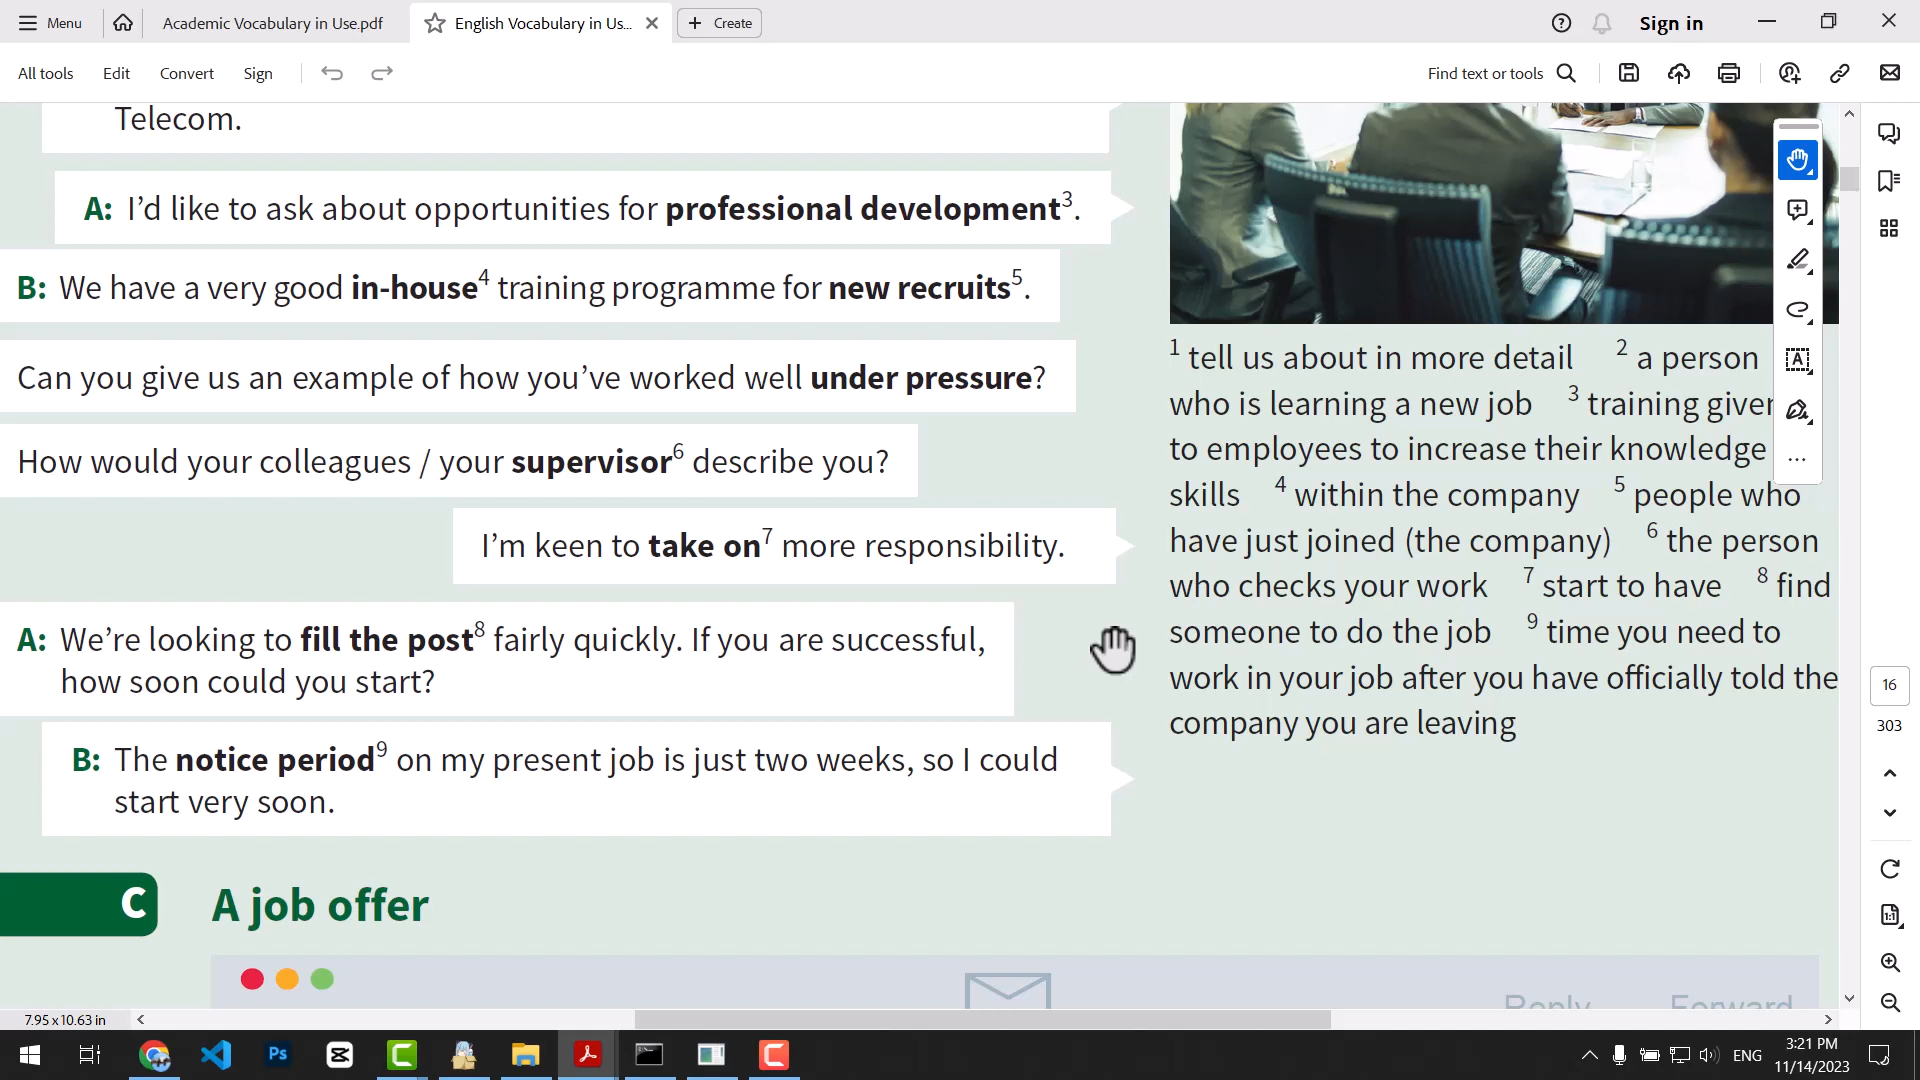 Menu
Academic Vocabulary in Use.pdf
English Vocabulary in Us...
Create
Sign in
All tools
Edit
Convert
Sign
Find text or tools
Telecom.
A: I'd like to ask about opportunities for professional development3.
B: We have a very good in-house4 training programme for new recruits5.
Can you give us an example of how you've worked well under pressure?
How would your colleagues / your supervisor6 describe you?
I'm keen to take on7 more responsibility.
A: We're looking to fill the post8 fairly quickly. If you are successful,
how soon could you start?
B: The notice period9 on my present job is just two weeks, so I could
start very soon.
1 tell us about in more detail 2 a person
who is learning a new job 3 training given
to employees to increase their knowledge
skills 4 within the company 5 people who
have just joined (the company) 6 the person
who checks your work 7 start to have 8 find
someone to do the job 9 time you need to
work in your job after you have officially told the
company you are leaving
C
A job offer
Reply
Forward
16
303
7.95 x 10.63 in
Ps
ENG
3:21 PM
11/14/2023